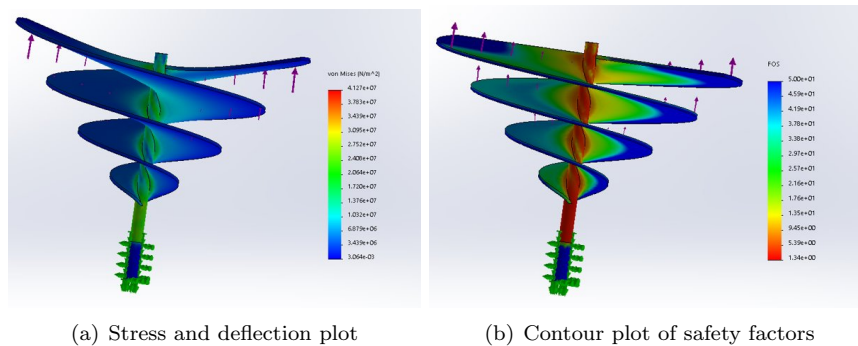 von Mises (N/m^2)
4.127e+07
3.783e+07
3.439e+07
3.095e+07
2.752e+07
2.408e+07
2.064e+07
1.720e+07
1.376e+07
1.032e+07
6.879e+06
3.439e+06
3.064e-03
FOS
5.00e+01
4.59e+01
4.19e+01
3.78e+01
3.38e+01
2.97e+01
2.57e+01
2.16e+01
1.75e+01
1.35e+01
9.45e+00
5.39e+00
1.34e+00
(a) Stress and deflection plot
(b) Contour plot of safety factors